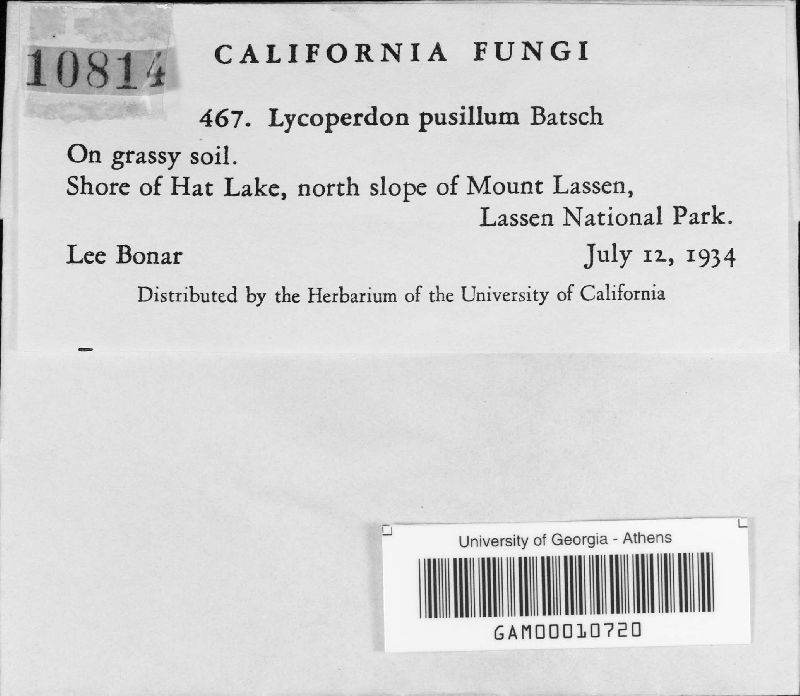 CALIFORNIA FUNGI
10814
467. Lycoperdon pusillum Batsch
On grassy soil.
Shore of Hat Lake, north slope of Mount Lassen,
Lassen National Park.
Lee Bonar July 12, 1934
Distributed by the Herbarium of the University of California
University of Georgia - Athens
GAM00010720